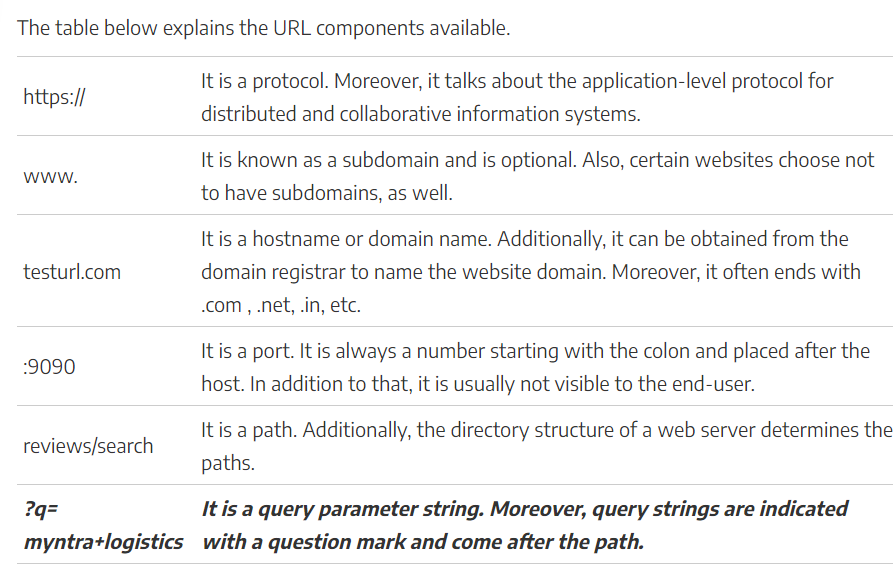 The table below explains the URL components available.
https://
It is a protocol. Moreover, it talks about the application-level protocol for
distributed and collaborative information systems.
www.
It is known as a subdomain and is optional. Also, certain websites choose not
to have subdomains, as well.
testurl.com
It is a hostname or domain name. Additionally, it can be obtained from the
domain registrar to name the website domain. Moreover, it often ends with
.com , .net, .in, etc.
:9090
It is a port. It is always a number starting with the colon and placed after the
host. In addition to that, it is usually not visible to the end-user.
reviews/search
It is a path. Additionally, the directory structure of a web server determines the
paths.
?q=
myntra+logistics
It is a query parameter string. Moreover, query strings are indicated
with a question mark and come after the path.